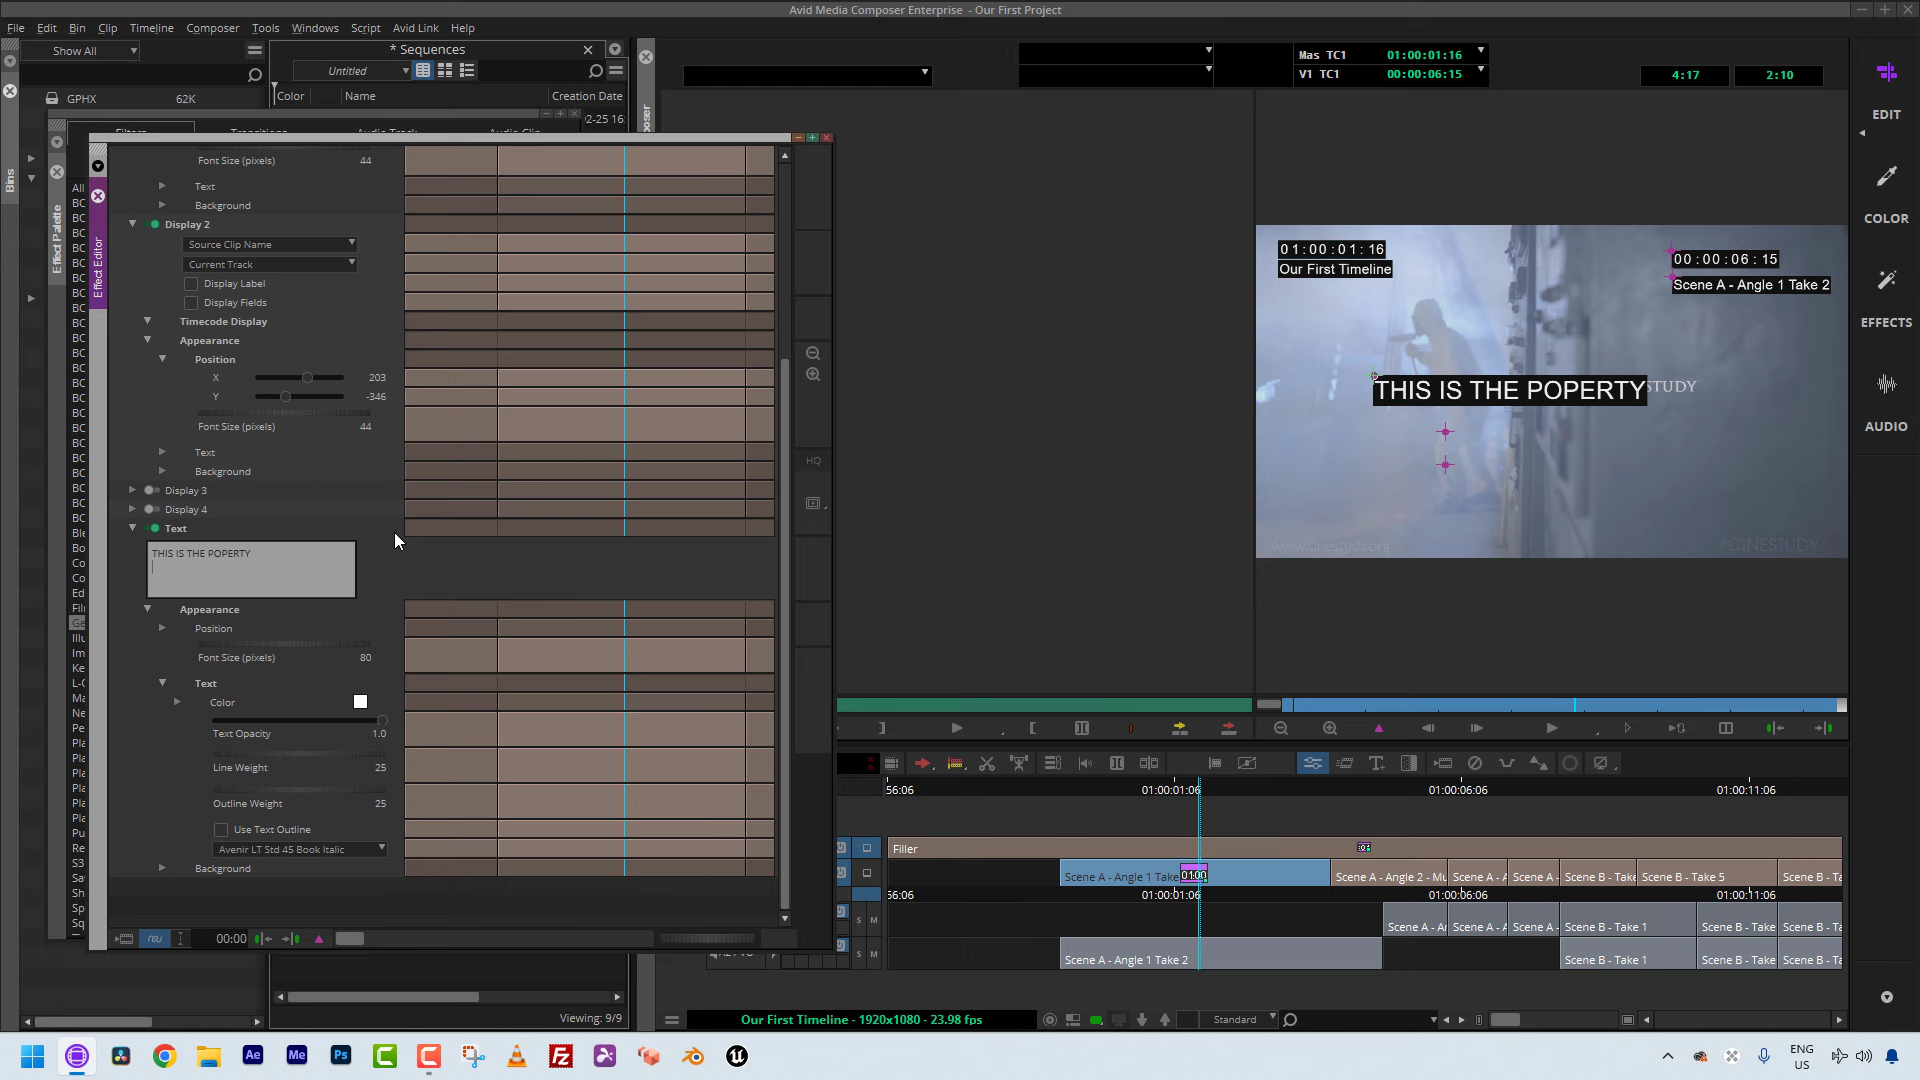 Avid Media Composer Enterprise - Our First Project
File Edit Bin Clip Timeline Composer Tools Windows Script Avid Link Help
Show All
* Sequences
Untitled
Color Name Creation Date
GPHX 62K
Bins
Effect Palette
Effect Editor
Mas TC1 01:00:01:16
V1 TC1 00:00:06:15
4:17 2:10
EDIT
COLOR
EFFECTS
AUDIO
Font Size (pixels) 44
Text
Background
Display 2
Source Clip Name
Current Track
Display Label
Display Fields
Timecode Display
Appearance
Position
X 203
Y -346
Font Size (pixels) 44
Text
Background
Display 3
Display 4
Text
THIS IS THE POPERTY
Appearance
Position
Font Size (pixels) 80
Text
Color
Text Opacity 1.0
Line Weight 25
Outline Weight 25
Use Text Outline
Avenir LT Std 45 Book Italic
Background
00:00
HQ
01:00:01:16
Our First Timeline
00:00:06:15
Scene A - Angle 1 Take 2
THIS IS THE POPERTY
STUDY
www.cinestudy.org
#CINESTUDY
56:06 01:00:01:06 01:00:06:06 01:00:11:06
Filler
Scene A - Angle 1 Take 01:00 Scene A - Angle 2 - Mu Scene A - A Scene A - Scene B - Take Scene B - Take 5 Scene B - Ta
56:06 01:00:01:06 01:00:06:06 01:00:11:06
S M Scene A - Ar Scene A - A Scene A - Scene B - Take 1 Scene B - Take Scene B - Ta
S M Scene A - Angle 1 Take 2 Scene B - Take 1 Scene B - Take Scene B - Ta
Viewing: 9/9
Our First Timeline - 1920x1080 - 23.98 fps
Standard
Ae Me Ps
ENG
US